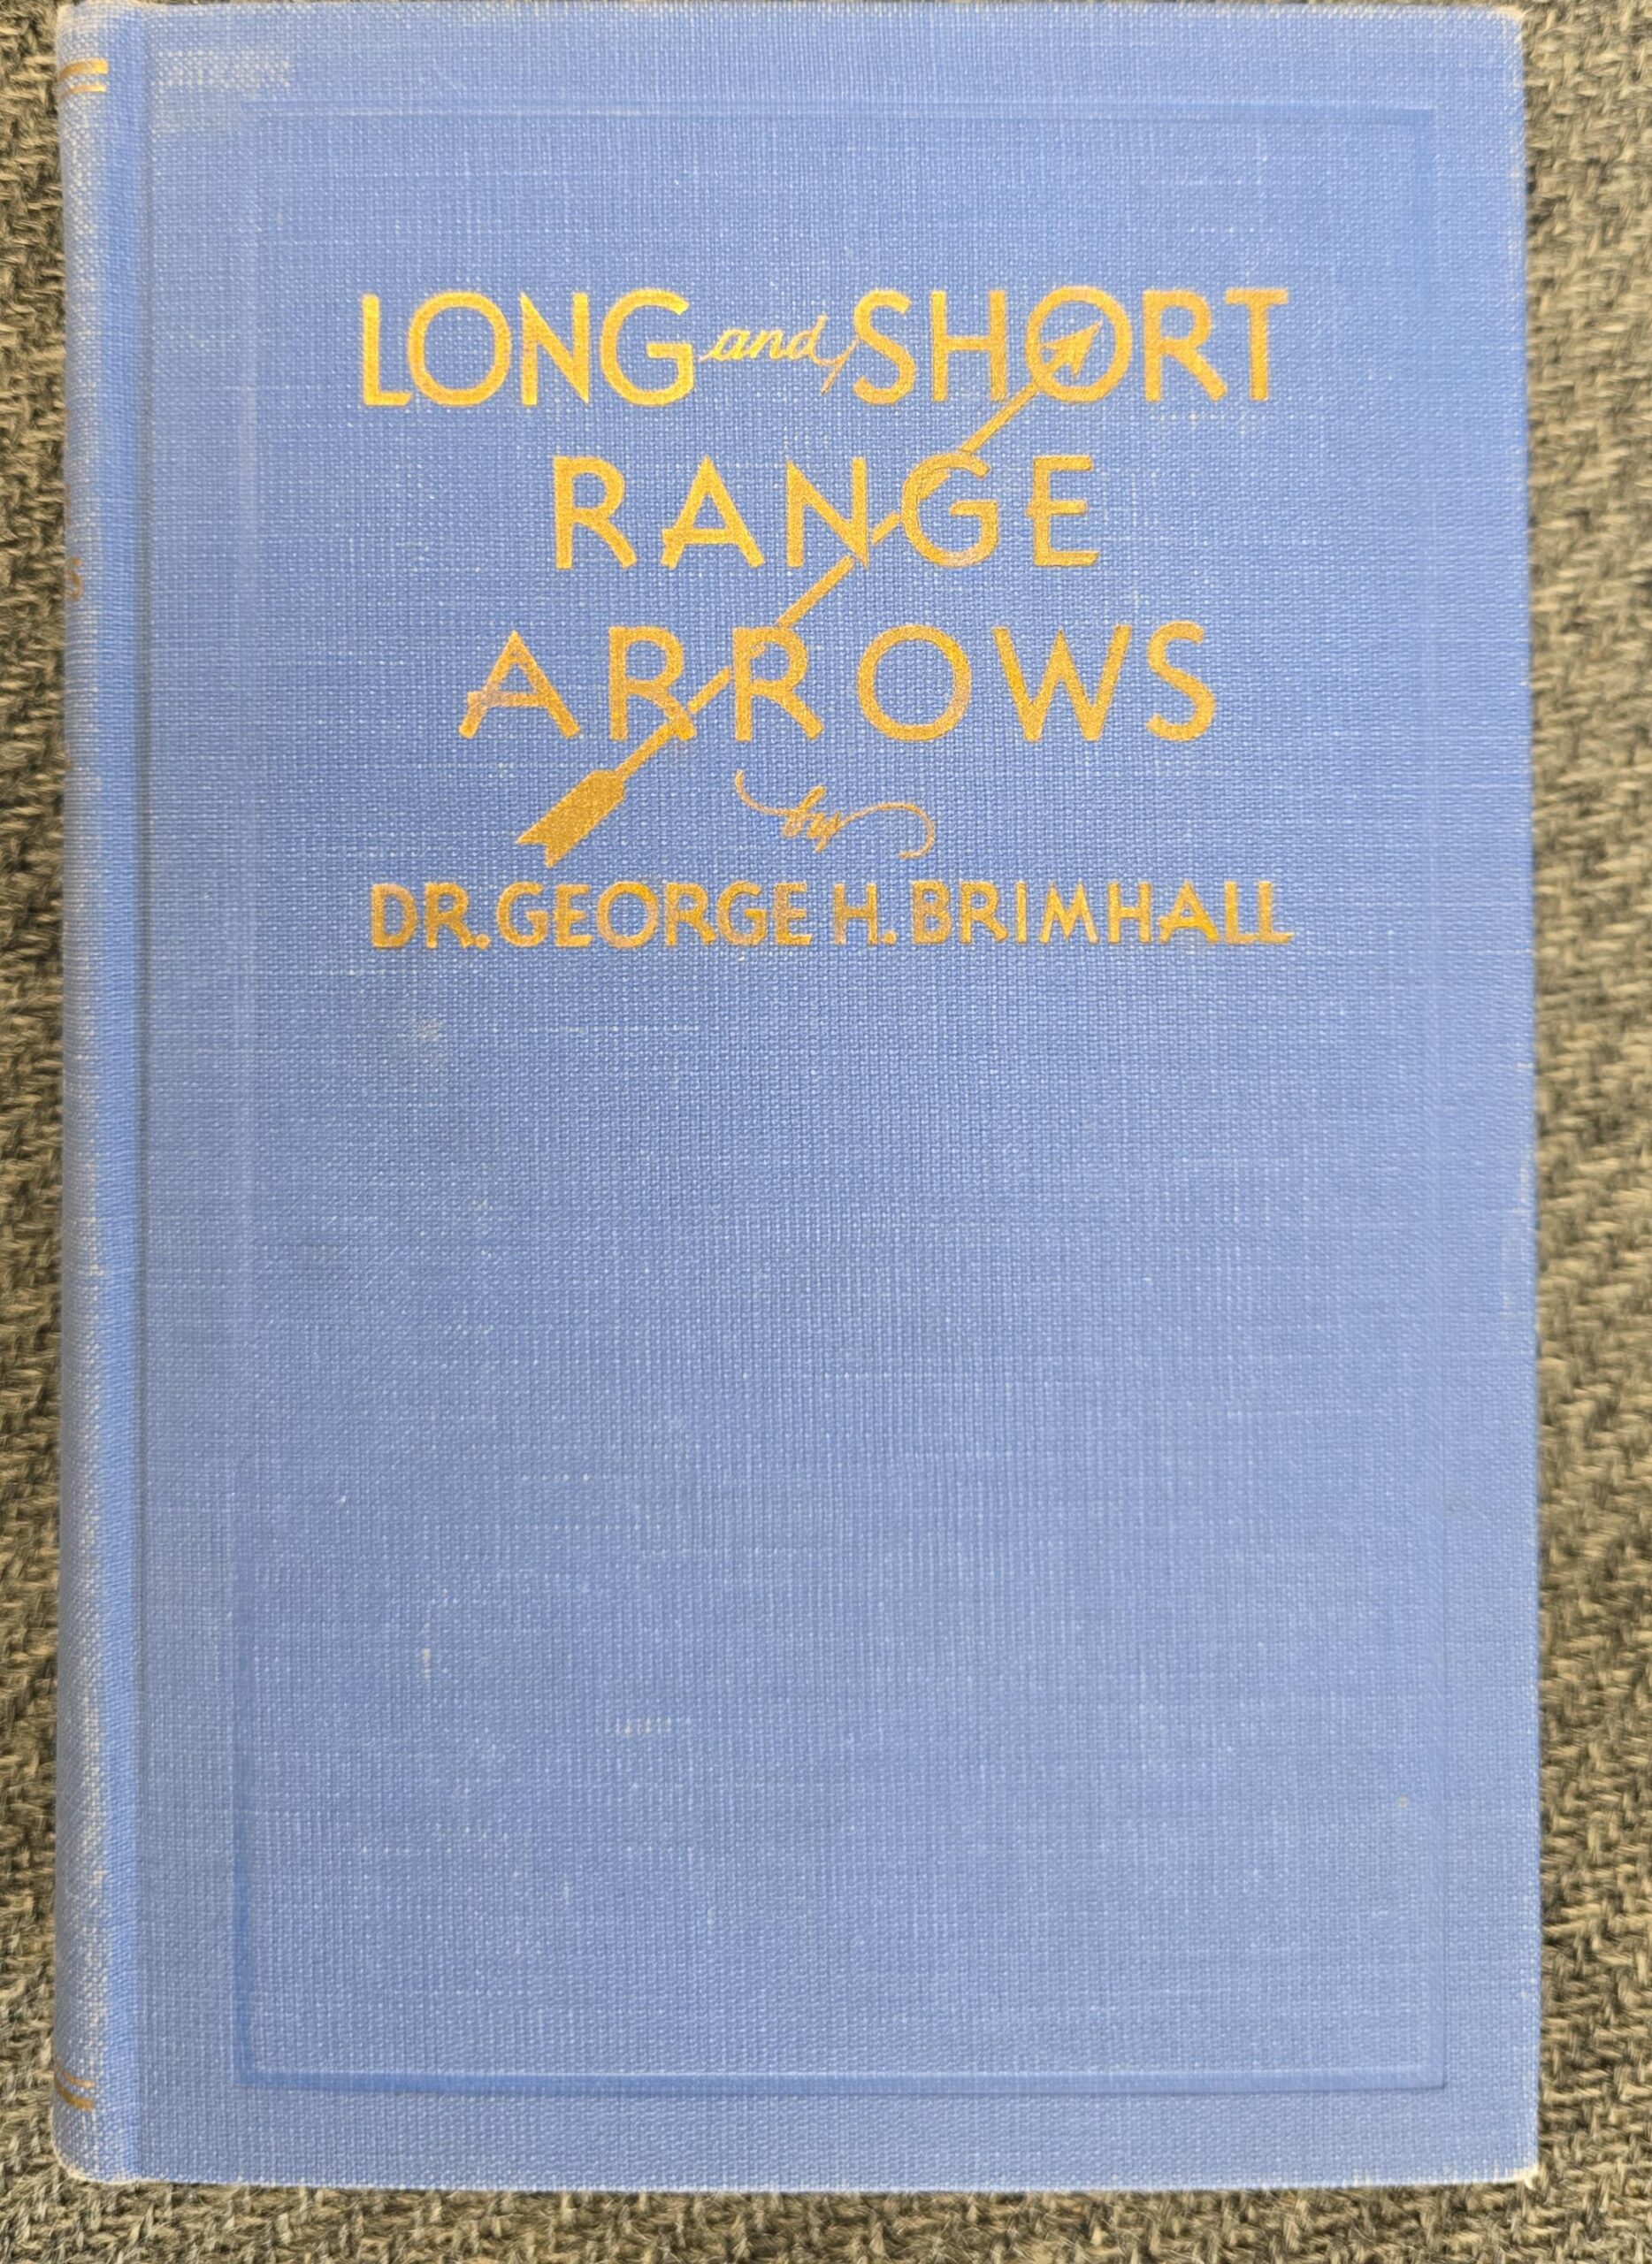 LONG and SHORT
RANGE
ARROWS
by
DR. GEORGE H. BRIMHALL